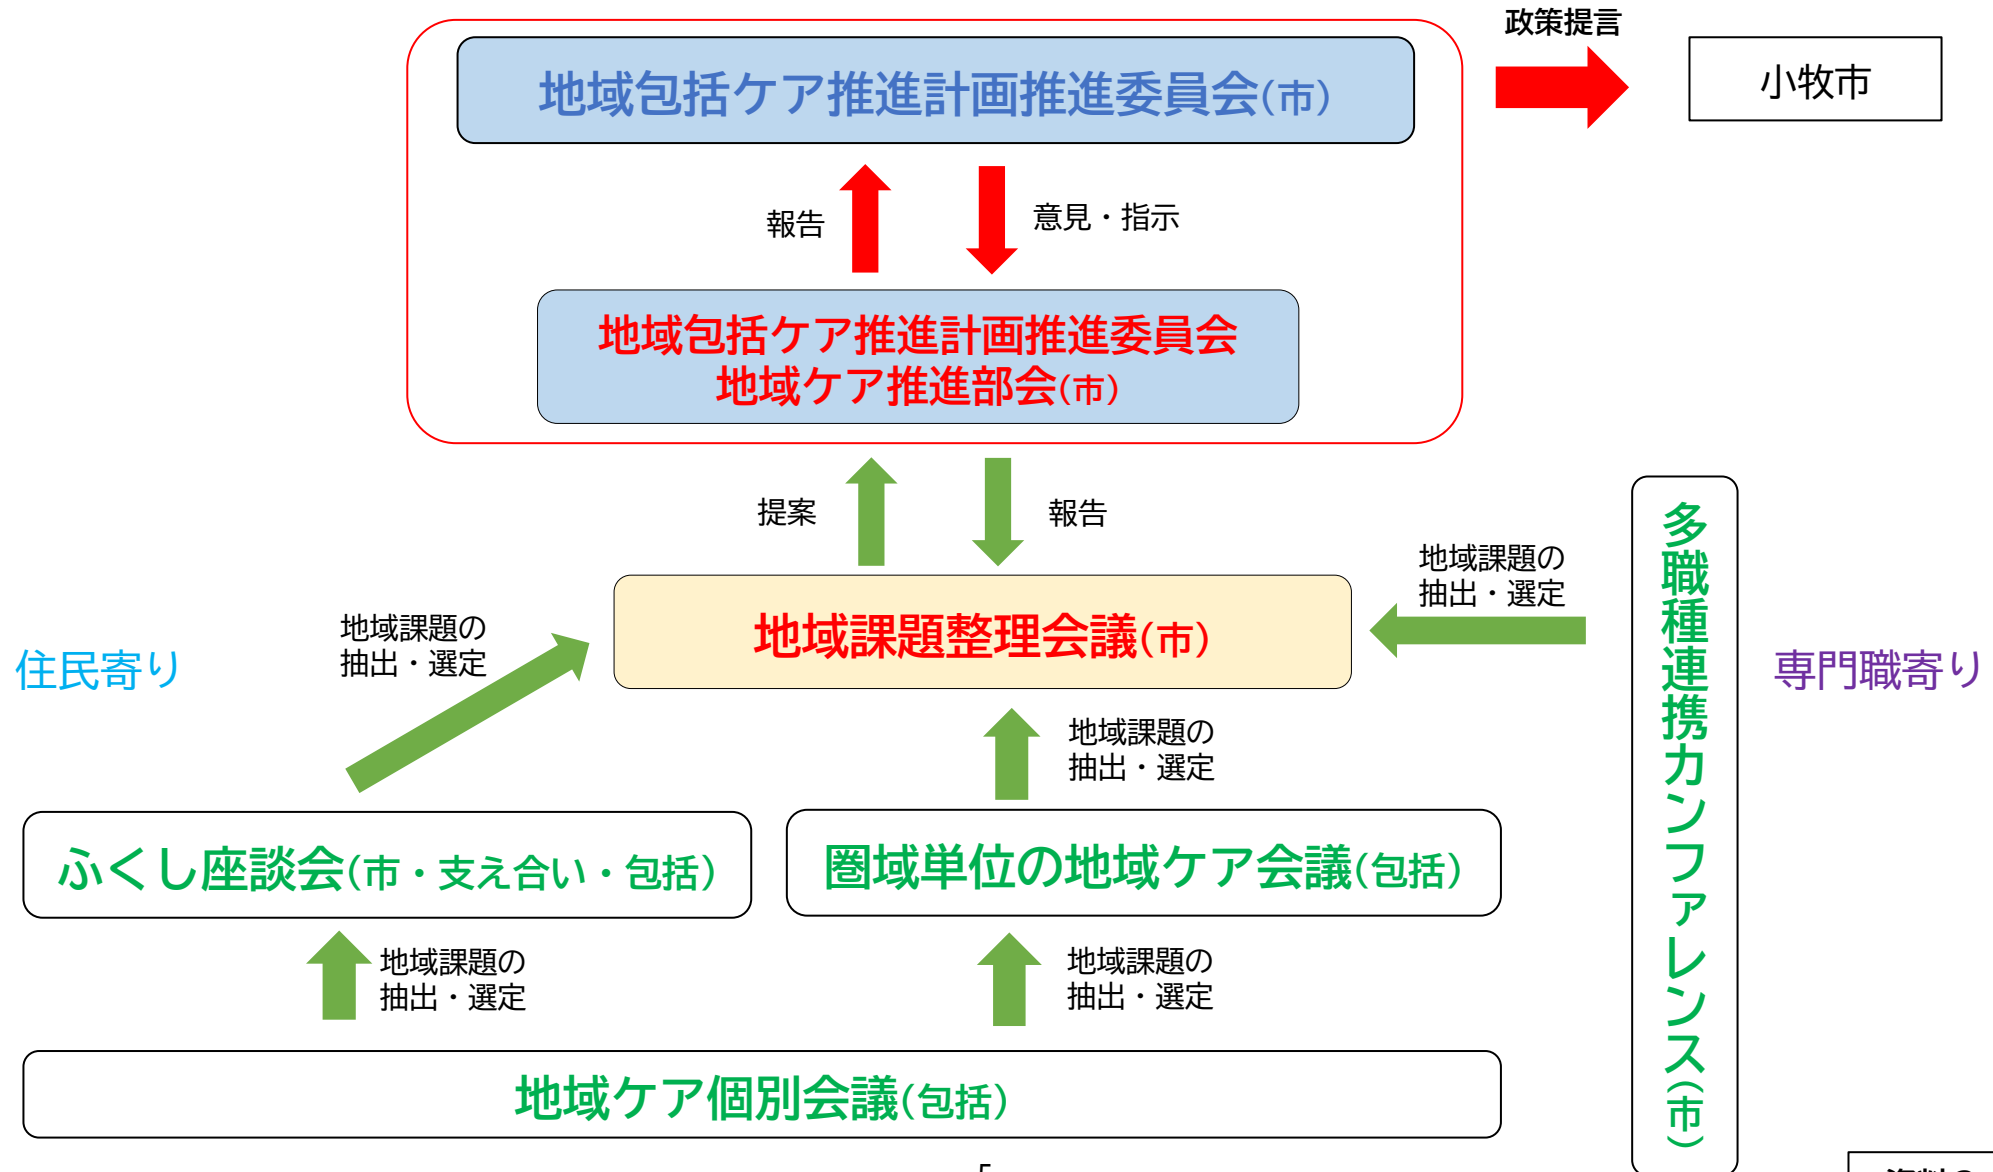 政策提言
地域包括ケア推進計画推進委員会(市)
小牧市
報告
意見・指示
地域包括ケア推進計画推進委員会
地域ケア推進部会(市)
提案
報告
地域課題の
抽出・選定
地域課題の
抽出・選定
地域課題整理会議(市)
住民寄り
専門職寄り
多職種連携カンファレンス(市)
地域課題の
抽出・選定
ふくし座談会(市・支え合い・包括)
圏域単位の地域ケア会議(包括)
地域課題の
抽出・選定
地域課題の
抽出・選定
地域ケア個別会議(包括)